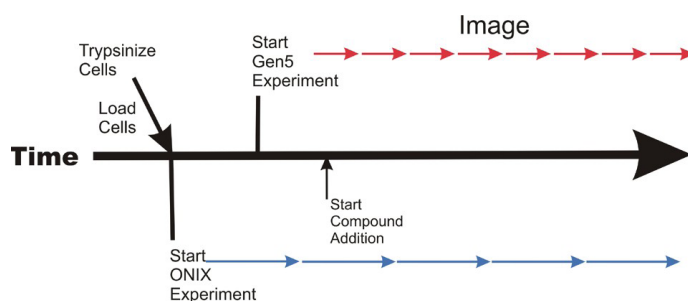 Image
Start
Gen5
Experiment
Trypsinize
Cells
Load
Cells
Time
Start
Compound
Addition
Start
ONIX
Experiment